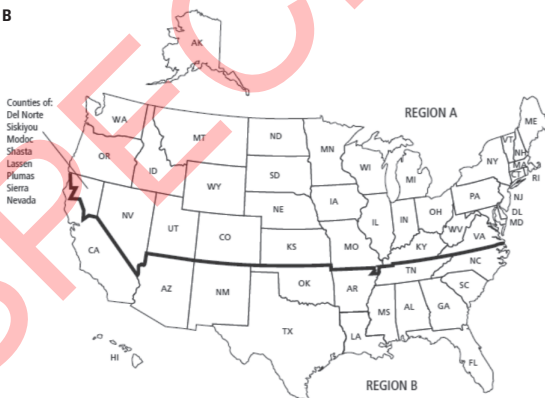 B
AK
Counties of:
Del Norte
Siskiyou
Modoc
Shasta
Lassen
Plumas
Sierra
Nevada
REGION A
WA
MT
ND
MN
ME
VT
NH
MA
CT
RI
OR
ID
SD
WI
MI
NY
WY
NE
IA
PA
NJ
DL
MD
NV
UT
CO
KS
MO
IL
IN
OH
WV
VA
KY
CA
AZ
NM
OK
AR
TN
NC
SC
TX
LA
MS
AL
GA
FL
HI
REGION B